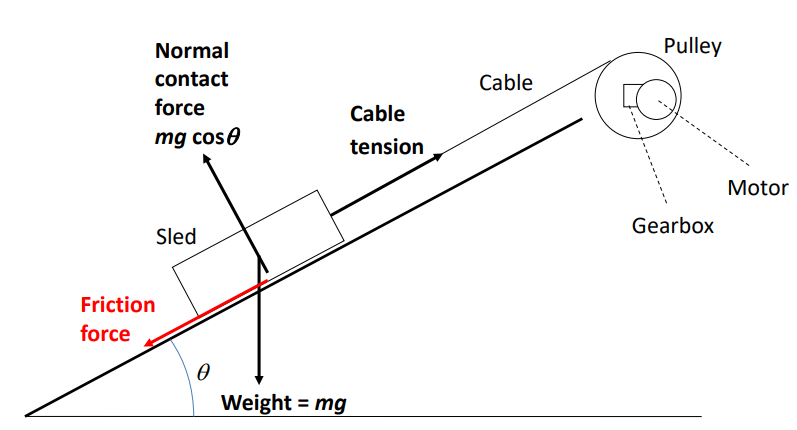 Normal
contact
force
mg cosθ
Cable
tension
Cable
Pulley
Motor
Gearbox
Sled
Friction
force
θ
Weight = mg